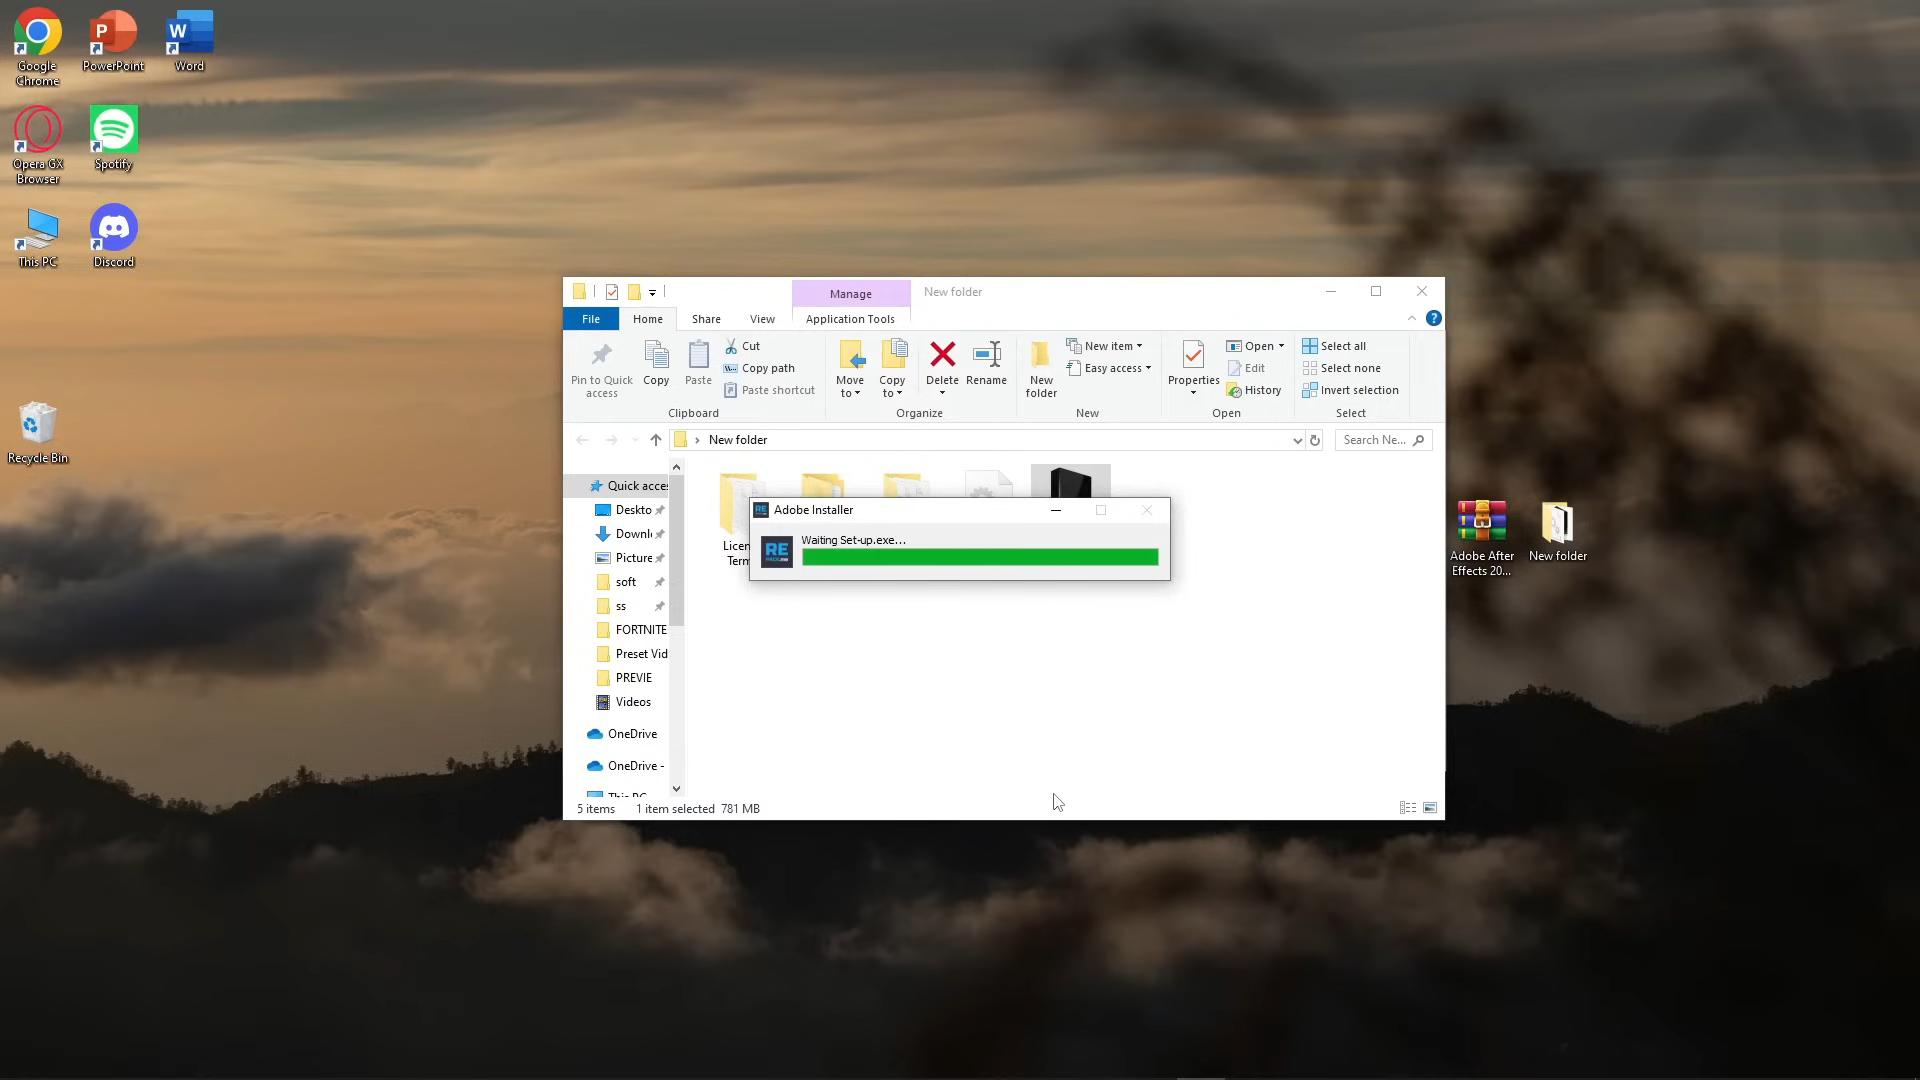 Google
Chrome
PowerPoint
Word
Opera GX
Browser
Spotify
This PC
Discord
Recycle Bin
Manage
New folder
File
Home
Share
View
Application Tools
Pin to Quick
access
Copy
Paste
Cut
Copy path
Paste shortcut
Clipboard
Move
to
Copy
to
Delete
Rename
Organize
New
folder
New item
Easy access
New
Properties
Open
Edit
History
Open
Select all
Select none
Invert selection
Select
New folder
Search Ne...
Quick acces
Deskto
Downl
Picture
soft
ss
FORTNITE
Preset Vid
PREVIE
Videos
OneDrive
OneDrive -
This PC
Licen
Term
Adobe Installer
RE
Waiting Set-up.exe...
5 items
1 item selected 781 MB
Adobe After
Effects 20...
New folder